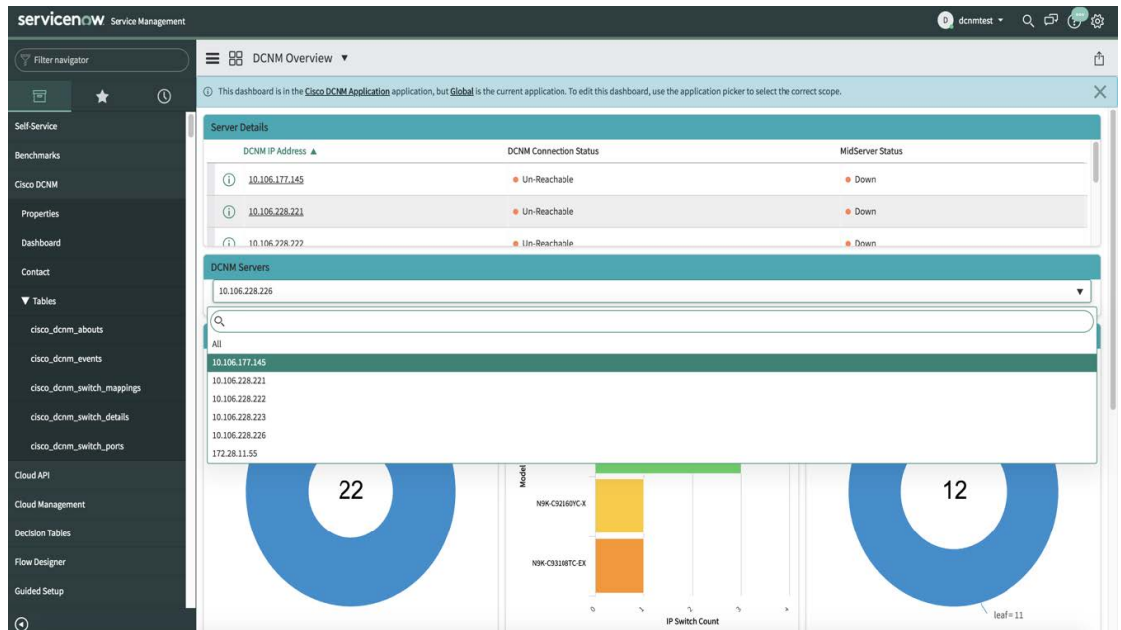 servicenow Service Management
D dcnmtest
Filter navigator
DCNM Overview
This dashboard is in the Cisco DCNM Application application, but Global is the current application. To edit this dashboard, use the application picker to select the correct scope.
Self-Service
Benchmarks
Cisco DCNM
Properties
Dashboard
Contact
Tables
cisco_dcnm_abouts
cisco_dcnm_events
cisco_dcnm_switch_mappings
cisco_dcnm_switch_details
cisco_dcnm_switch_ports
Cloud API
Cloud Management
Decision Tables
Flow Designer
Guided Setup
Server Details
DCNM IP Address DCNM Connection Status MidServer Status
10.106.177.145 Un-Reachable Down
10.106.228.221 Un-Reachable Down
10.106.228.222 Un-Reachable Down
DCNM Servers
10.106.228.226
All
10.106.177.145
10.106.228.221
10.106.228.222
10.106.228.223
10.106.228.226
172.28.11.55
22
Model
N9K-C92160YC-X
N9K-C93108TC-EX
0 1 2 3 4
IP Switch Count
12
leaf = 11